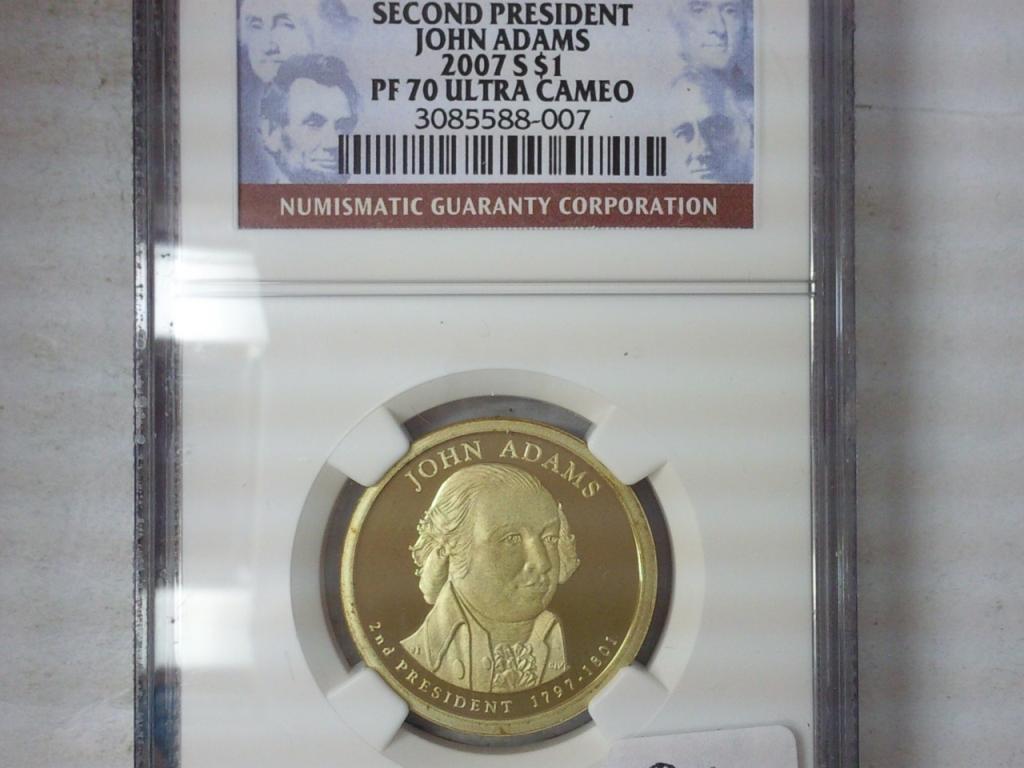 SECOND PRESIDENT
JOHN ADAMS
2007 S $1
PF 70 ULTRA CAMEO
3085588-007
NUMISMATIC GUARANTY CORPORATION
JOHN ADAMS
2nd PRESIDENT 1797-1801